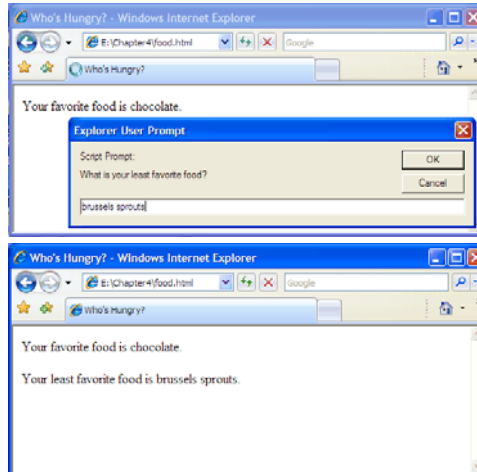 Who's Hungry? - Windows Internet Explorer
E:\Chapter4\food.html
Google
Who's Hungry?
Your favorite food is chocolate.
Explorer User Prompt
Script Prompt:
OK
What is your least favorite food?
Cancel
brussels sprouts
Who's Hungry? - Windows Internet Explorer
E:\Chapter4\food.html
Google
Who's Hungry?
Your favorite food is chocolate.
Your least favorite food is brussels sprouts.